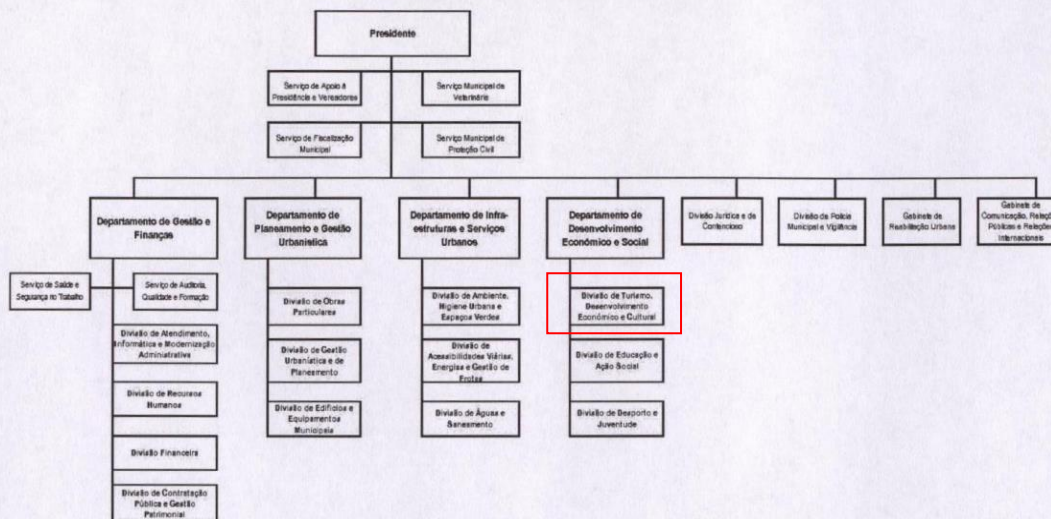 Presidente
Serviço de Apoio à
Presidência e Vereadores
Serviço Municipal de
Veterinária
Serviço de Fiscalização
Municipal
Serviço Municipal de
Proteção Civil
Departamento de Gestão e
Finanças
Departamento de
Planeamento e Gestão
Urbanística
Departamento de Infra-
estruturas e Serviços
Urbanos
Departamento de
Desenvolvimento
Económico e Social
Divisão Jurídica e de
Contencioso
Divisão de Polícia
Municipal e Vigilância
Gabinete de
Reabilitação Urbana
Gabinete de
Comunicação, Relaçõ
Públicas e Relações
Internacionais
Serviço de Saúde e
Segurança no Trabalho
Serviço de Auditoria,
Qualidade e Formação
Divisão de Atendimento,
Informática e Modernização
Administrativa
Divisão de Recursos
Humanos
Divisão Financeira
Divisão de Contratação
Pública e Gestão
Patrimonial
Divisão de Obras
Particulares
Divisão de Gestão
Urbanística e de
Planeamento
Divisão de Edifícios e
Equipamentos
Municipais
Divisão de Ambiente,
Higiene Urbana e
Espaços Verdes
Divisão de
Acessibilidades Viárias,
Energias e Gestão de
Frotas
Divisão de Águas e
Saneamento
Divisão de Turismo,
Desenvolvimento
Económico e Cultural
Divisão de Educação e
Ação Social
Divisão de Desporto e
Juventude